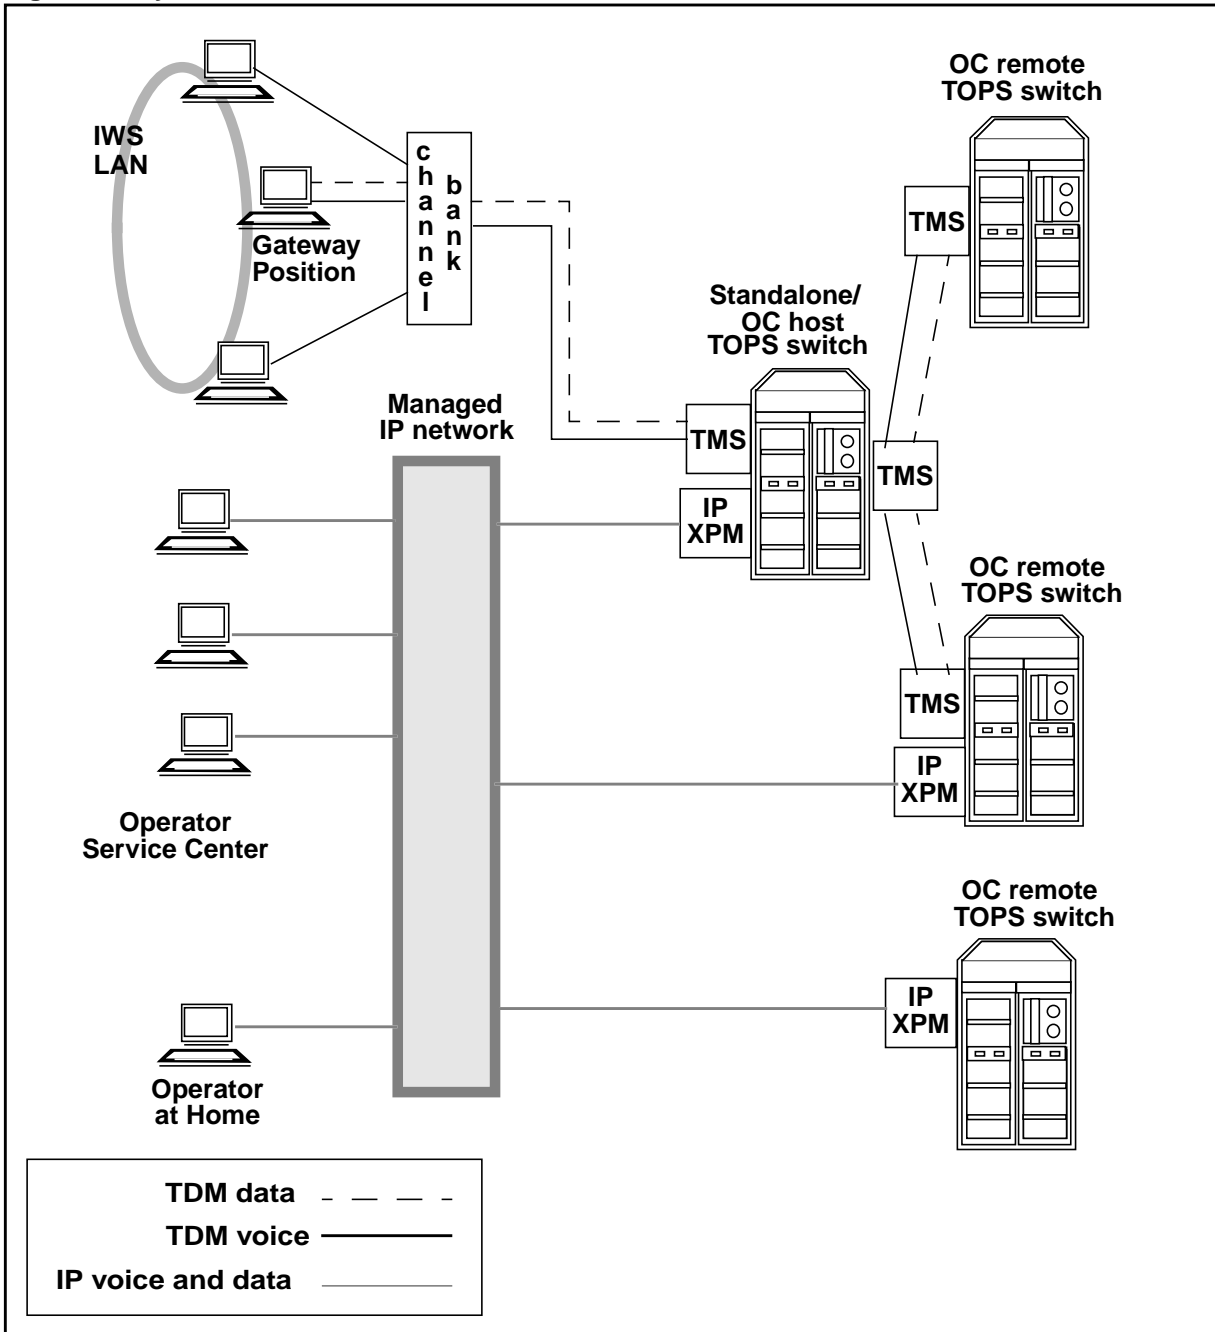 OC remote
TOPS switch
IWS
LAN
channel
bank
TMS
Gateway
Position
Standalone/
OC host
TOPS switch
Managed
IP network
TMS
TMS
IP
XPM
OC remote
TOPS switch
TMS
IP
XPM
Operator
Service Center
OC remote
TOPS switch
IP
XPM
Operator
at Home
TDM data
TDM voice
IP voice and data